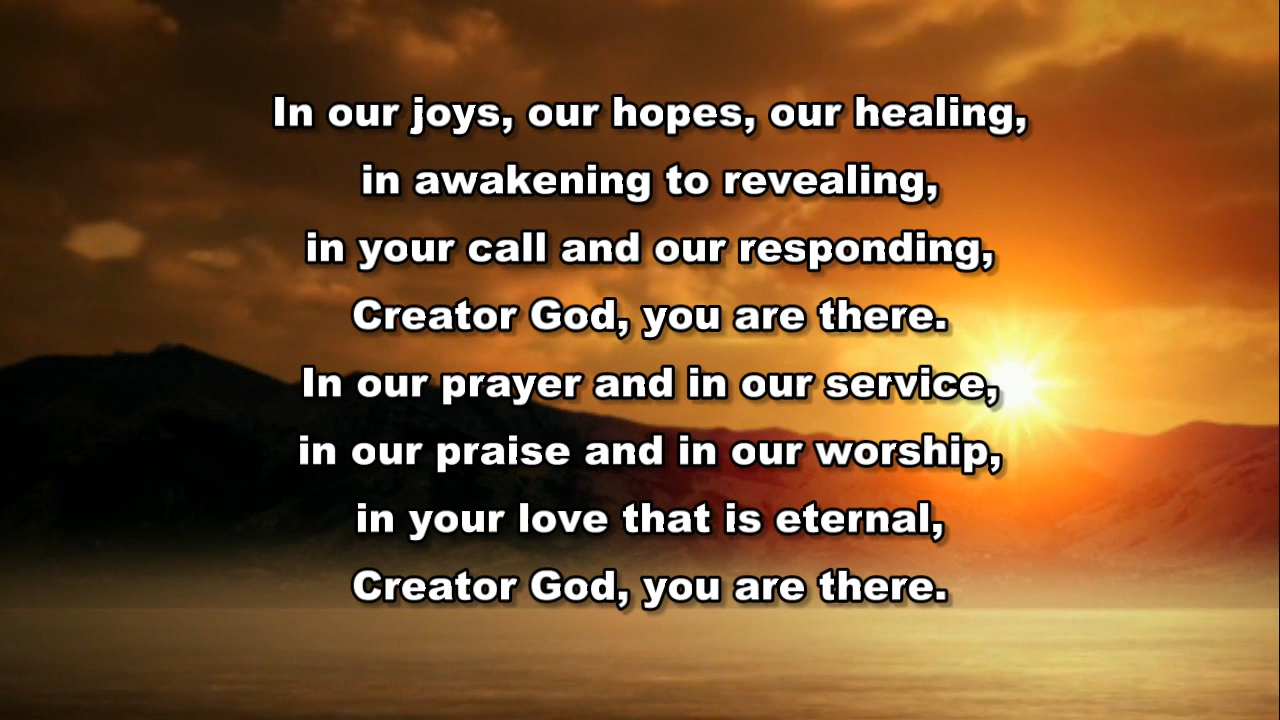 In our joys, our hopes, our healing,
in awakening to revealing,
in your call and our responding,
Creator God, you are there.
In our prayer and in our service,
in our praise and in our worship,
in your love that is eternal,
Creator God, you are there.